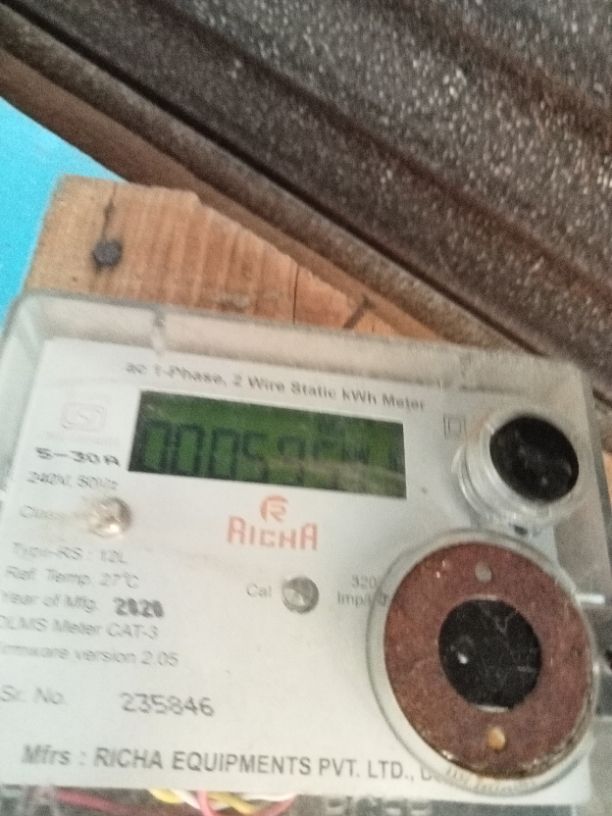 ac 1-Phase, 2 Wire Static kWh Meter
5-30A
240V, 50Hz
RICHA
Type-RS : 12L
Ref. Temp. 27°C
Cal
Year of Mfg. 2020
DLMS Meter CAT-3
Firmware version 2.05
Sr. No. 235846
Mfrs : RICHA EQUIPMENTS PVT. LTD.,